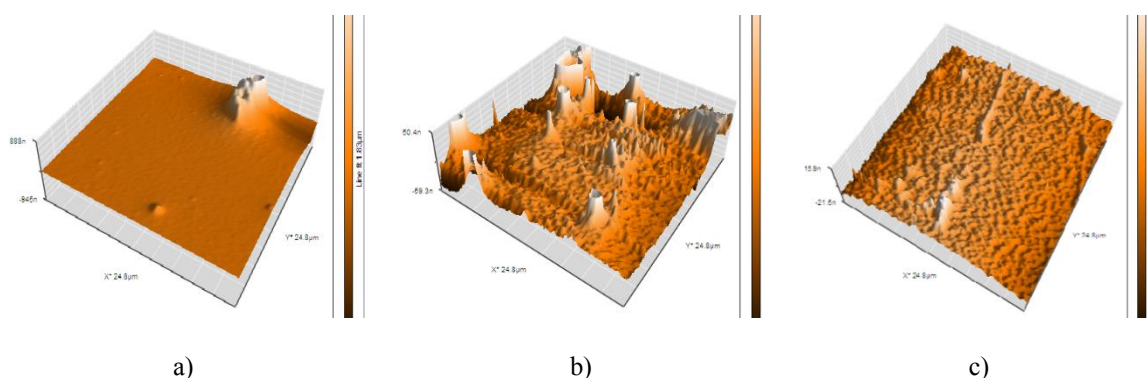 888n
-945n
X* 24.8µm
Y* 24.8µm
Line fit 1.83µm
a)
50.4n
-59.3n
X* 24.8µm
Y* 24.8µm
b)
15.9n
-21.5n
X* 24.8µm
Y* 24.8µm
c)